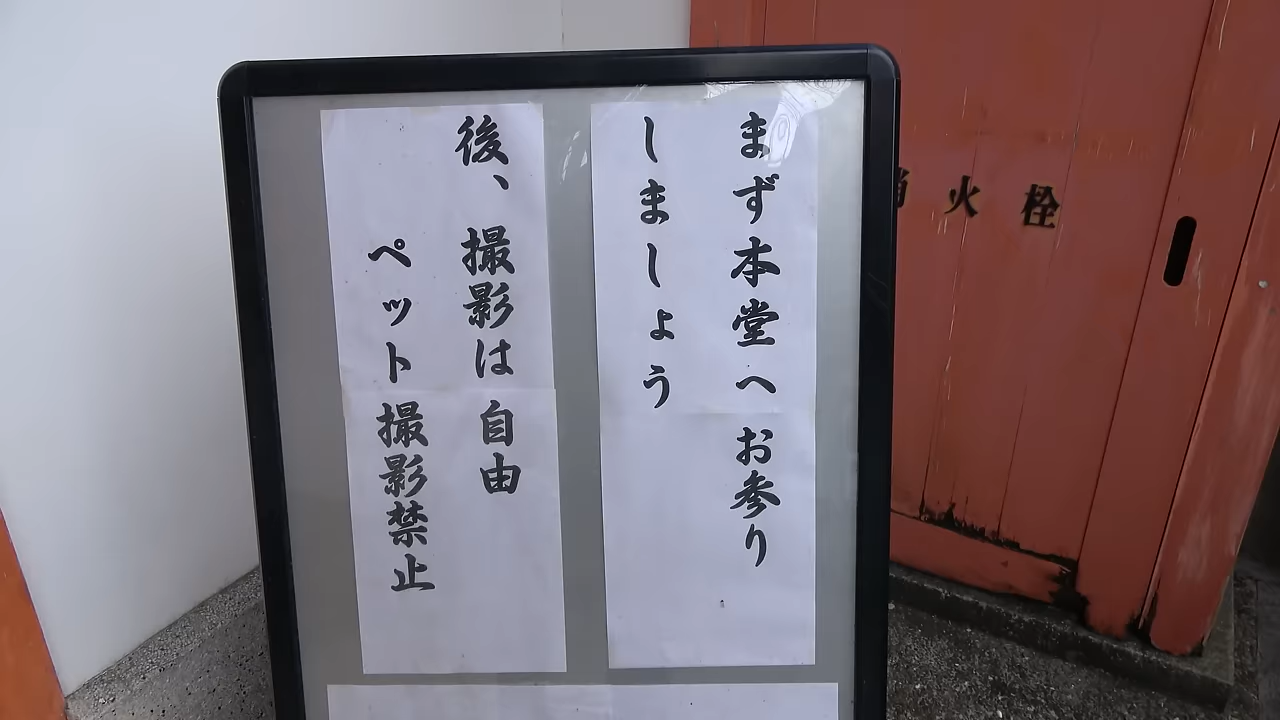 まず本堂へお参り
しましょう
後、撮影は自由
ペット撮影禁止
消火栓